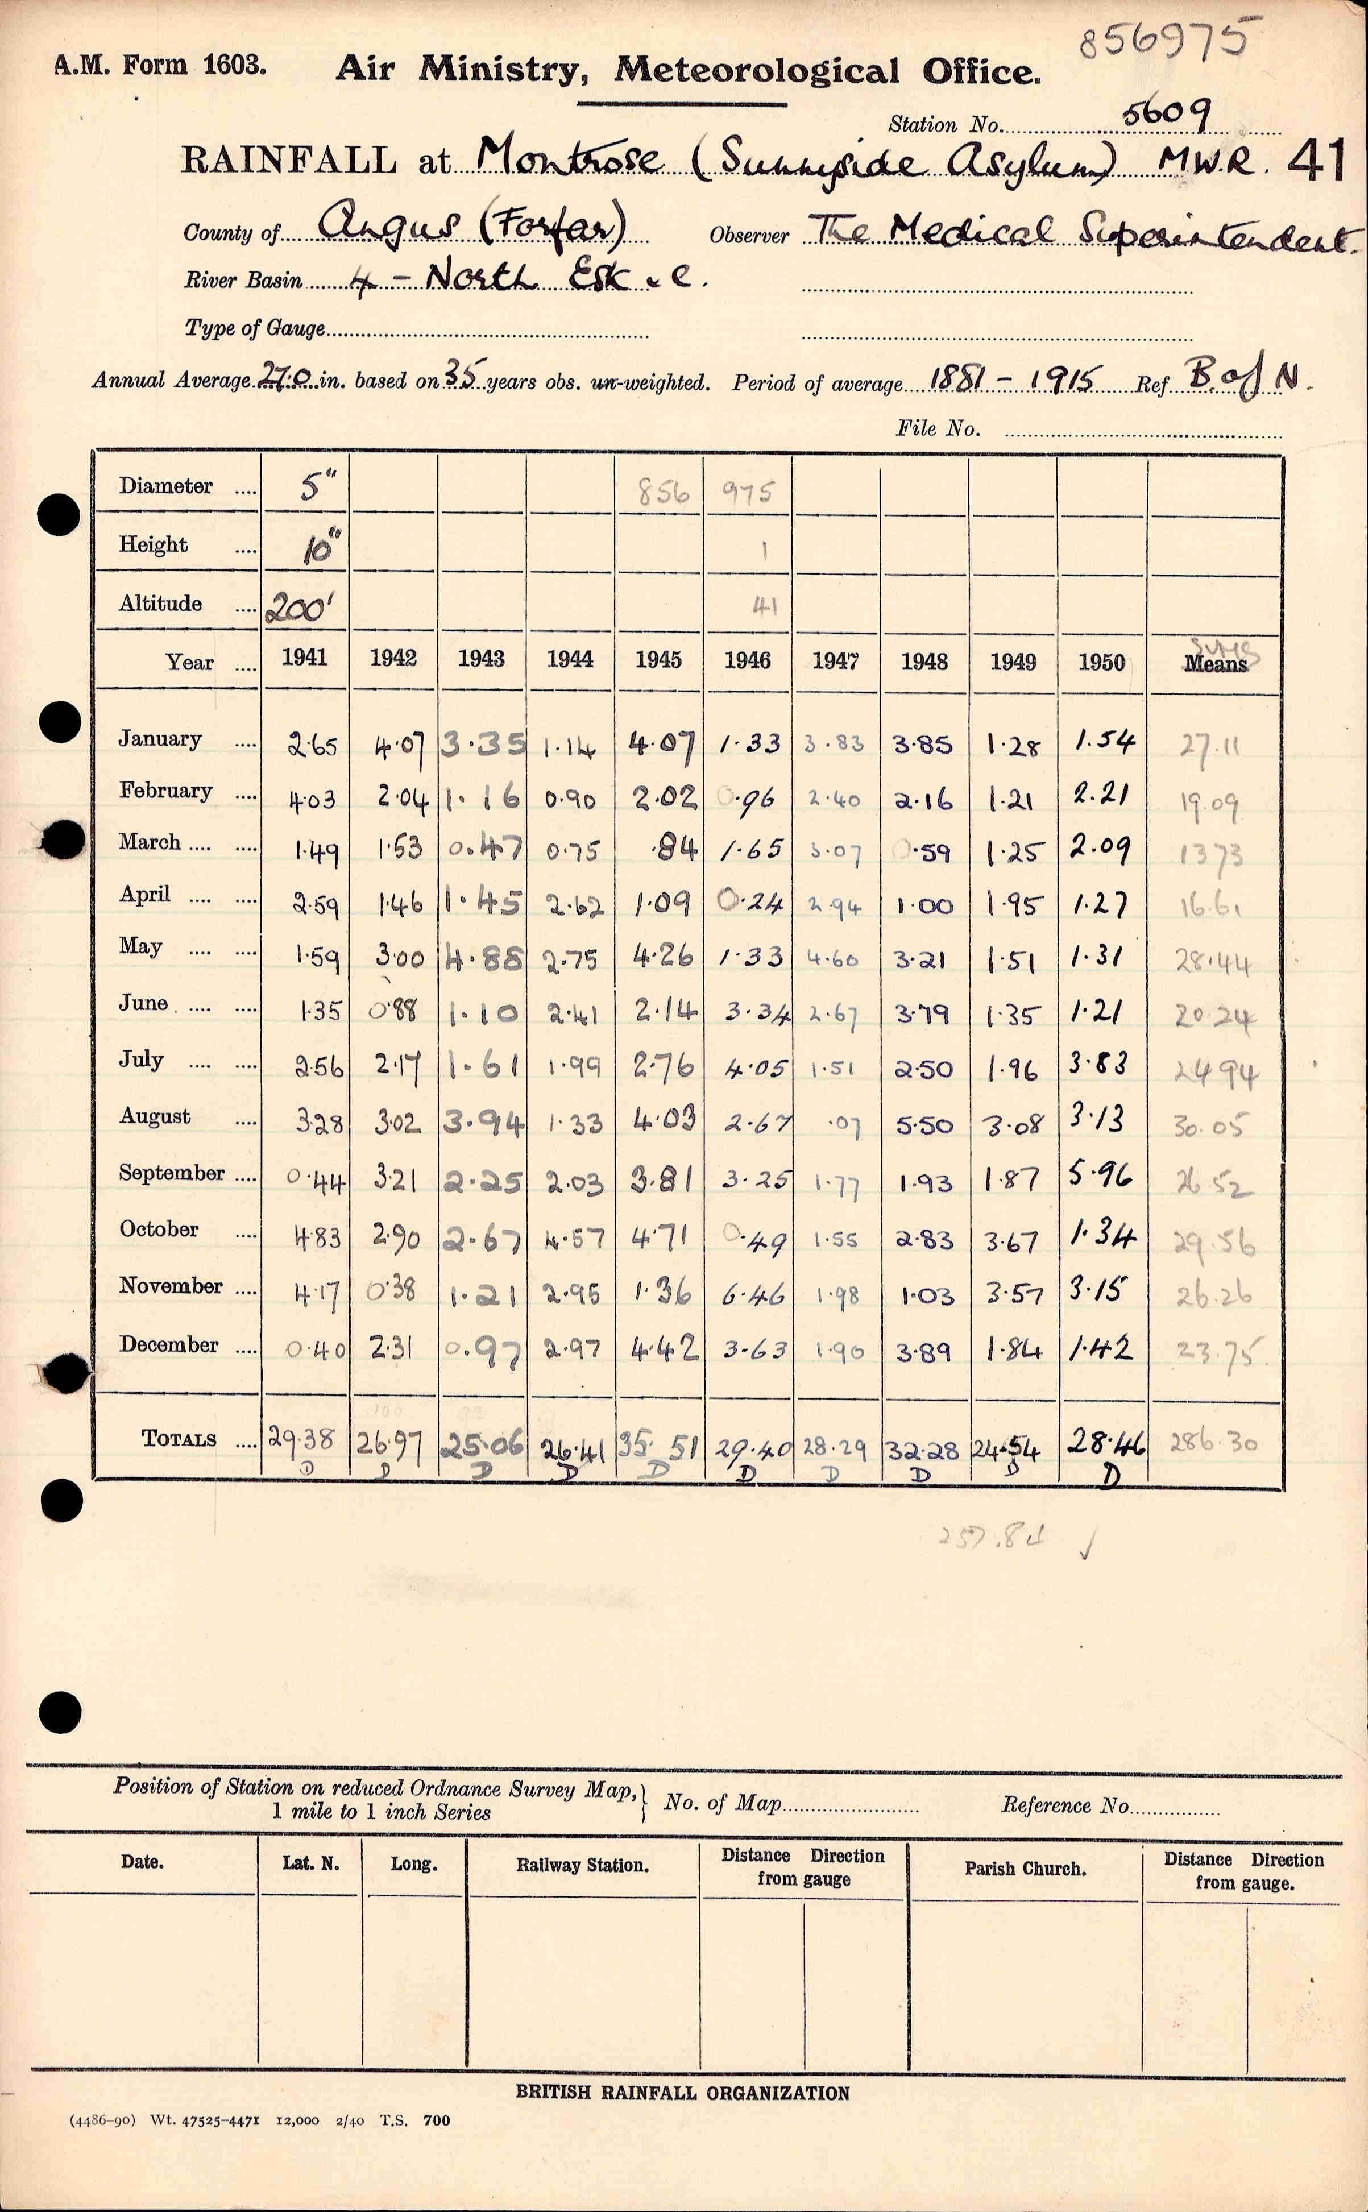 856975
A.M. Form 1603. Air Ministry, Meteorological Office.
Station No. 5609
RAINFALL at Montrose (Sunnyside Asylum) MWR. 41
County of Angus (Forfar) Observer The Medical Superintendent.
River Basin 4 - North Esk & C.
Type of Gauge
Annual Average 27.0 in. based on 35 years obs. un-weighted. Period of average 1881 - 1915 Ref B. of N.
File No.
Diameter .... 5" 856 975
Height .... 10" 1
Altitude .... 200' 41
Sums
Year .... 1941 1942 1943 1944 1945 1946 1947 1948 1949 1950 Means
January .... 2.65 4.07 3.35 1.14 4.07 1.33 3.83 3.85 1.28 1.54 27.11
February .... 4.03 2.04 1.16 0.90 2.02 0.96 2.40 2.16 1.21 2.21 19.09
March .... .... 1.49 1.53 0.47 0.75 .84 1.65 3.07 0.59 1.25 2.09 13 73
April .... .... 2.59 1.46 1.45 2.62 1.09 0.24 2.94 1.00 1.95 1.27 16.61
May .... .... 1.59 3.00 4.88 2.75 4.26 1.33 4.60 3.21 1.51 1.31 28.44
June .... .... 1.35 0.88 1.10 2.41 2.14 3.34 2.67 3.79 1.35 1.21 20.24
July .... .... 2.56 2.17 1.61 1.99 2.76 4.05 1.51 2.50 1.96 3.83 24 94
August .... 3.28 3.02 3.94 1.33 4.03 2.67 .07 5.50 3.08 3.13 30.05
September .... 0.44 3.21 2.25 2.03 3.81 3.25 1.77 1.93 1.87 5.96 26.52
October .... 4.83 2.90 2.67 4.57 4.71 0.49 1.55 2.83 3.67 1.34 29.56
November .... 4.17 0.38 1.21 2.95 1.36 6.46 1.98 1.03 3.57 3.15 26.26
December .... 0.40 2.31 0.97 2.97 4.42 3.63 1.90 3.89 1.84 1.42 23.75
TOTALS .... 29.38 26.97 25.06 26.41 35.51 29.40 28.29 32.28 24.54 28.46 286.30
D D D D D D D D D D
257.84 √
Position of Station on reduced Ordnance Survey Map, } No. of Map Reference No.
1 mile to 1 inch Series
Date. Lat. N. Long. Railway Station. Distance Direction from gauge Parish Church. Distance Direction from gauge.
BRITISH RAINFALL ORGANIZATION
(4486-90) Wt. 47525-4471 12,000 2/40 T.S. 700